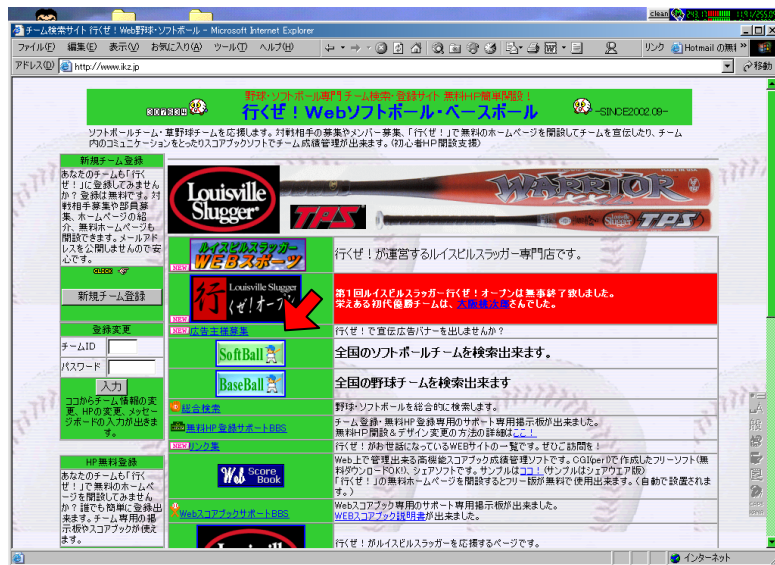 clean
チーム検索サイト 行くぜ！Web野球・ソフトボール - Microsoft Internet Explorer
ファイル(F) 編集(E) 表示(V) お気に入り(A) ツール(T) ヘルプ(H)
リンク Hotmail の無料
アドレス(D) http://www.ikz.jp 移動
野球・ソフトボール専門 チーム検索・登録サイト 無料HP簡単開設！
行くぜ！Webソフトボール・ベースボール
-SINCE2002.09-
ソフトボールチーム・草野球チームを応援します。対戦相手の募集やメンバー募集、「行くぜ！」で無料のホームページを開設してチームを宣伝したり、チーム
内のコミュニケーションをとったりスコアブックソフトでチーム成績管理が出来ます。(初心者HP開設支援)
新規チーム登録
あなたのチームも「行く
ぜ！」に登録してみません
か？登録は無料です。対
戦相手募集や部員募
集、ホームページの紹
介、無料ホームページも
開設できます。メールアド
レスを公開しませんので安
心です。
CLICK
新規チーム登録
登録変更
チームID
パスワード
入力
ココからチーム情報の変
更、HPの変更、メッセー
ジボードの入力が出きま
す。
HP無料登録
あなたのチームも「行く
ぜ！」で無料のホームペ
ージを開設してみません
か？誰でも簡単に登録出
来ます。チーム専用の掲
示板やスコアブックが使え
ます。
Louisville
Slugger
TPS
WARRIOR
XX
Slugger
TPS
ルイスビルスラッガー
WEBスポーツ
NEW
行くぜ！が運営するルイスビルスラッガー専門店です。
Louisville Slugger
行くぜ！オープン
NEW
第1回ルイスビルスラッガー行くぜ！オープンは無事終了致しました。
栄えある初代優勝チームは、大阪桃次郎さんでした。
NEW 広告主様募集
行くぜ！で宣伝広告バナーを出しませんか？
SoftBall
全国のソフトボールチームを検索出来ます。
BaseBall
全国の野球チームを検索出来ます
総合検索
野球・ソフトボールを総合的に検索します。
無料HP登録サポートBBS
チーム登録・無料HP登録専用のサポート専用掲示板が出来ました。
無料HP開設＆デザイン変更の方法の詳細はここ！
NEW リンク集
行くぜ！がお世話になっているWEBサイトの一覧です。ぜひご訪問を！
Web Score Book
Web上で管理出来る高機能スコアブック成績管理ソフトです。CGI(perl)で作成したフリーソフト(無
料ダウンロードOK!)、シェアソフトです。サンプルはココ！(サンプルはシェアウエア版)
「行くぜ！」の無料ホームページを開設するとフリー版が無料で使用出来ます。(自動で設置されま
す。)
WebスコアブックサポートBBS
Webスコアブック専用のサポート専用掲示板が出来ました。
WEBスコアブック説明書が出来ました。
行くぜ！がルイスビルスラッガーを応援するページです。
インターネット